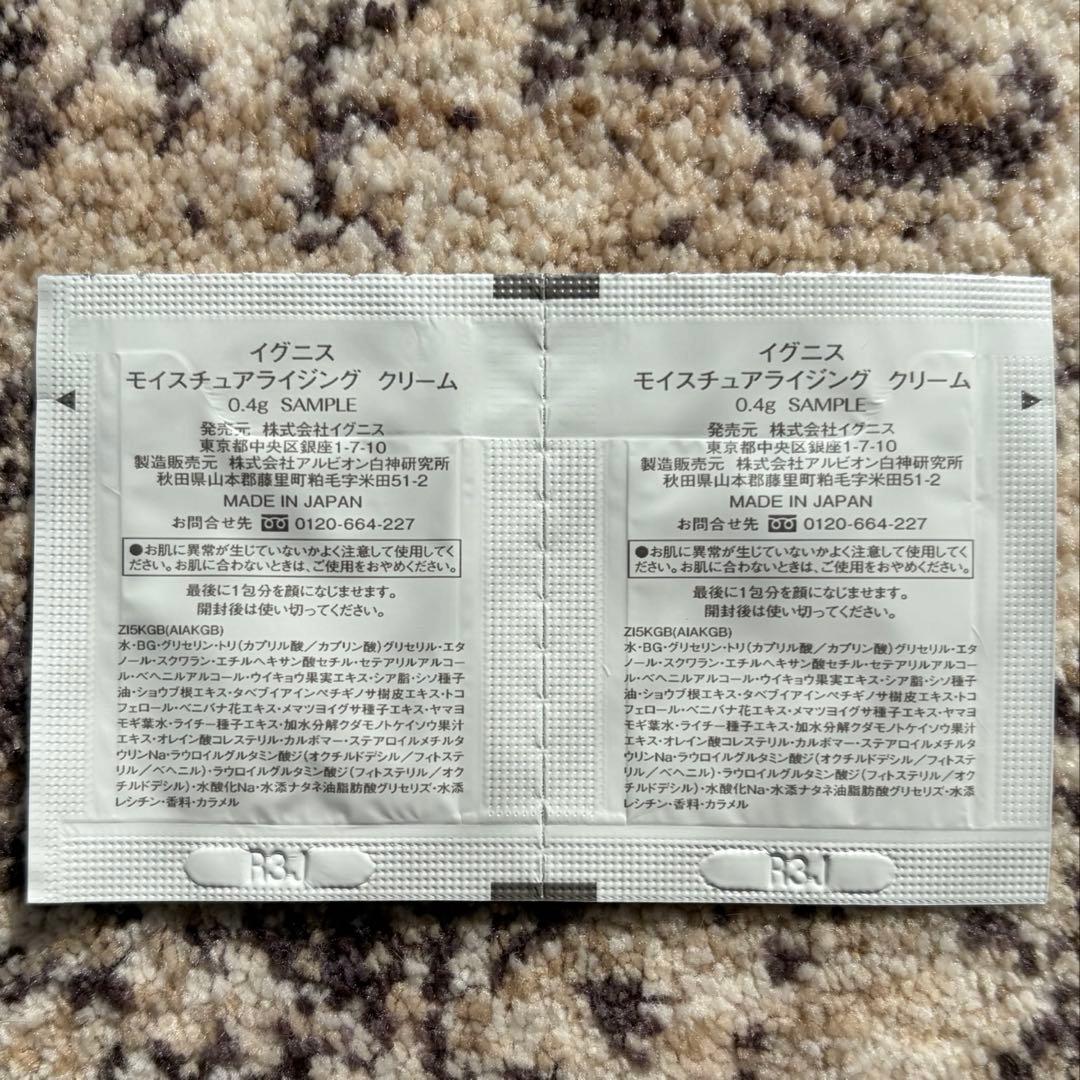 イグニス
モイスチュアライジング クリーム
0.4g SAMPLE
発売元 株式会社イグニス
東京都中央区銀座1-7-10
製造販売元 株式会社アルビオン白神研究所
秋田県山本郡藤里町粕毛字米田51-2
MADE IN JAPAN
お問合せ先 0120-664-227
●お肌に異常が生じていないかよく注意して使用してく
ださい。お肌に合わないときは、ご使用をおやめください。
最後に1包分を顔になじませます。
開封後は使い切ってください。
ZI5KGB(AIAKGB)
水・BG・グリセリン・トリ(カプリル酸／カプリン酸)グリセリル・エタ
ノール・スクワラン・エチルヘキサン酸セチル・セテアリルアルコー
ル・ベヘニルアルコール・ウイキョウ果実エキス・シア脂・シソ種子
油・ショウブ根エキス・タベブイアインペチギノサ樹皮エキス・トコ
フェロール・ベニバナ花エキス・メマツヨイグサ種子エキス・ヤマヨ
モギ葉水・ライチー種子エキス・加水分解クダモノトケイソウ果汁
エキス・オレイン酸コレステリル・カルボマー・ステアロイルメチルタ
ウリンNa・ラウロイルグルタミン酸ジ(オクチルドデシル／フィトステ
リル／ベヘニル)・ラウロイルグルタミン酸ジ(フィトステリル／オク
チルドデシル)・水酸化Na・水添ナタネ油脂肪酸グリセリズ・水添
レシチン・香料・カラメル
R3-J
イグニス
モイスチュアライジング クリーム
0.4g SAMPLE
発売元 株式会社イグニス
東京都中央区銀座1-7-10
製造販売元 株式会社アルビオン白神研究所
秋田県山本郡藤里町粕毛字米田51-2
MADE IN JAPAN
お問合せ先 0120-664-227
●お肌に異常が生じていないかよく注意して使用してく
ださい。お肌に合わないときは、ご使用をおやめください。
最後に1包分を顔になじませます。
開封後は使い切ってください。
ZI5KGB(AIAKGB)
水・BG・グリセリン・トリ(カプリル酸／カプリン酸)グリセリル・エタ
ノール・スクワラン・エチルヘキサン酸セチル・セテアリルアルコー
ル・ベヘニルアルコール・ウイキョウ果実エキス・シア脂・シソ種子
油・ショウブ根エキス・タベブイアインペチギノサ樹皮エキス・トコ
フェロール・ベニバナ花エキス・メマツヨイグサ種子エキス・ヤマヨ
モギ葉水・ライチー種子エキス・加水分解クダモノトケイソウ果汁
エキス・オレイン酸コレステリル・カルボマー・ステアロイルメチルタ
ウリンNa・ラウロイルグルタミン酸ジ(オクチルドデシル／フィトステ
リル／ベヘニル)・ラウロイルグルタミン酸ジ(フィトステリル／オク
チルドデシル)・水酸化Na・水添ナタネ油脂肪酸グリセリズ・水添
レシチン・香料・カラメル
R3-J